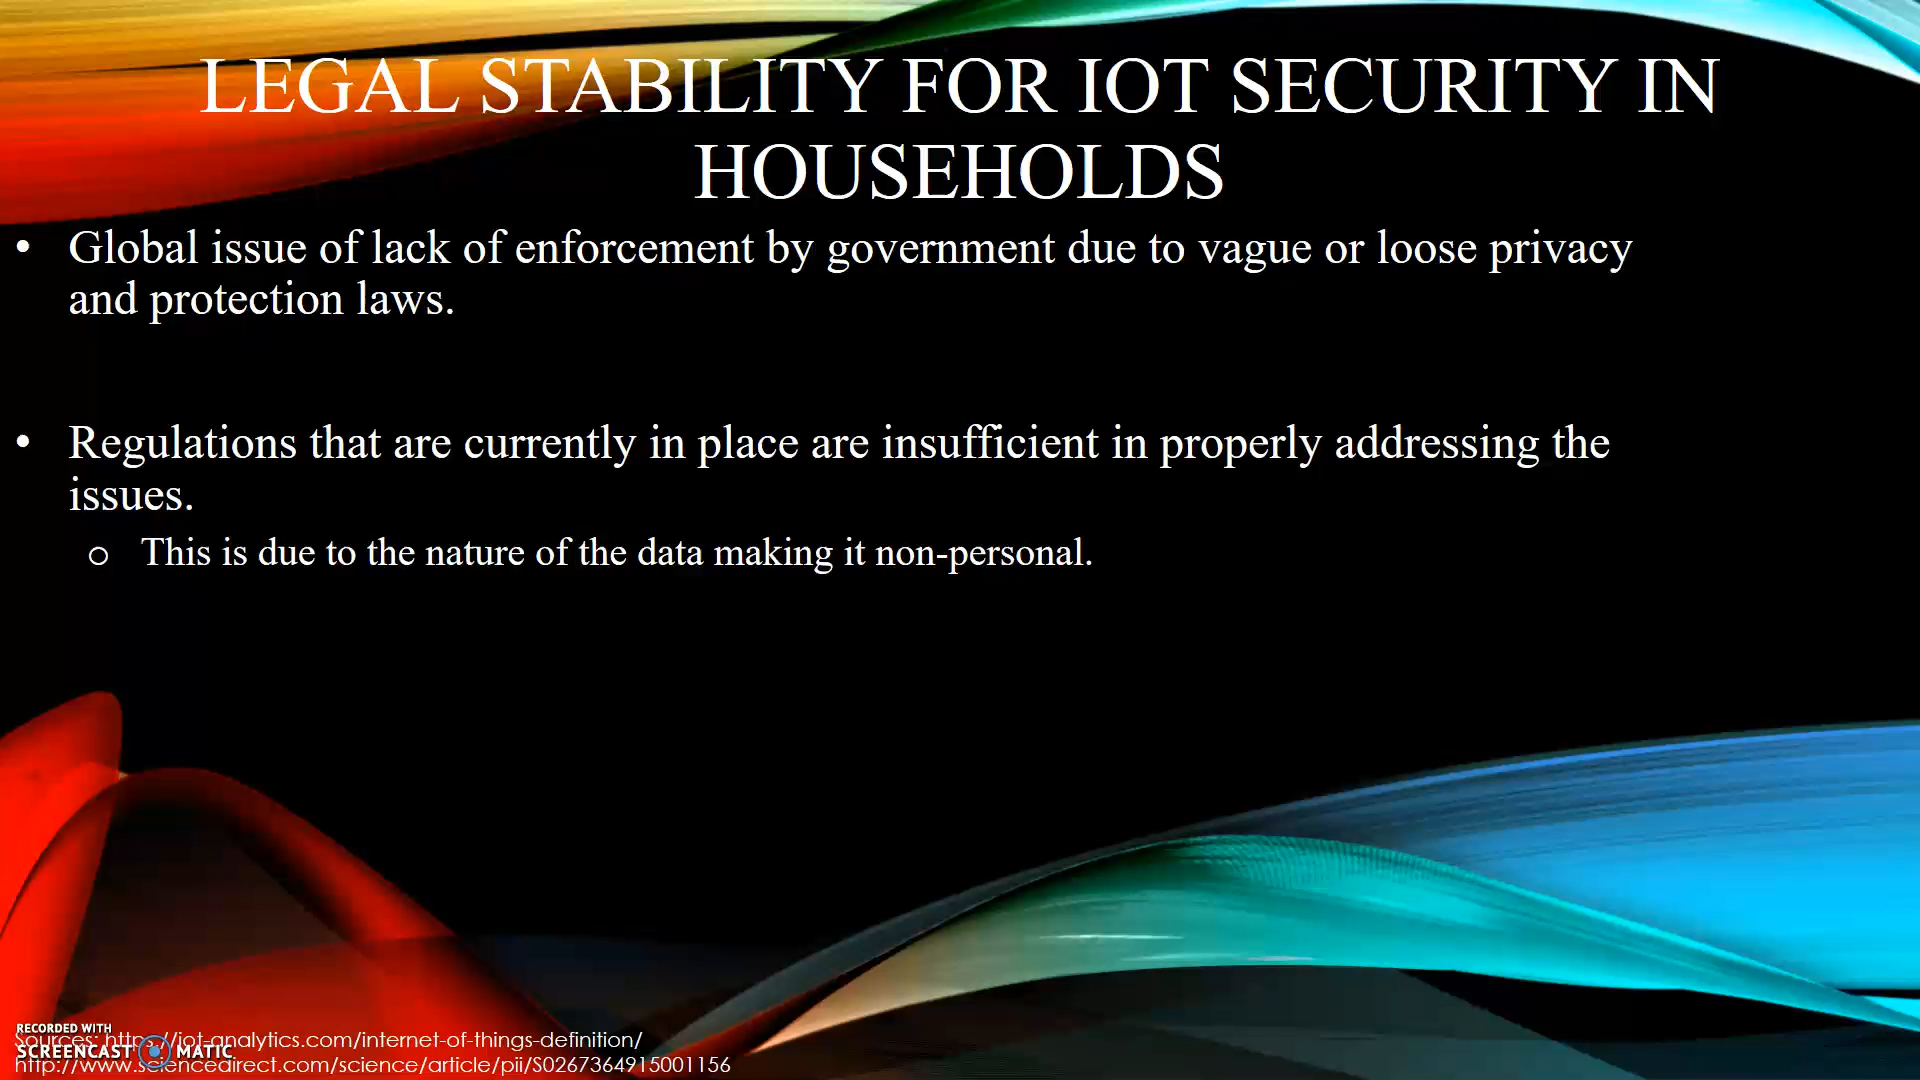 LEGAL STABILITY FOR IOT SECURITY IN
HOUSEHOLDS
• Global issue of lack of enforcement by government due to vague or loose privacy
and protection laws.
• Regulations that are currently in place are insufficient in properly addressing the
issues.
o This is due to the nature of the data making it non-personal.
RECORDED WITH
Sources: https://iot-analytics.com/internet-of-things-definition/
SCREENCAST MATIC
http://www.sciencedirect.com/science/article/pii/S0267364915001156